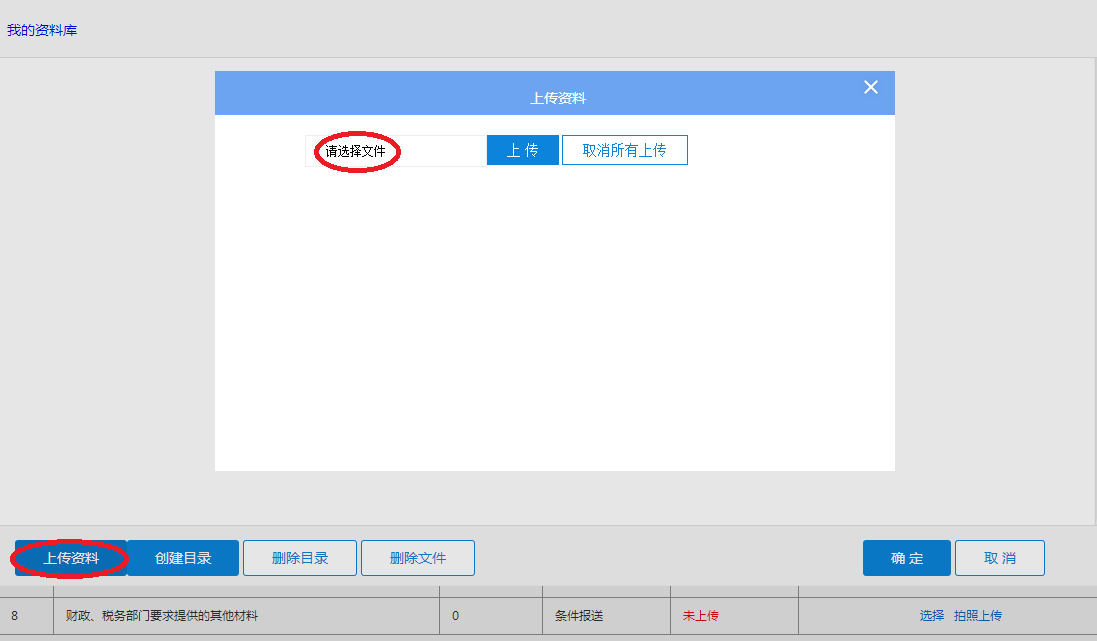 我的资料库
上传资料
请选择文件 上 传 取消所有上传
上传资料 创建目录 删除目录 删除文件 确 定 取 消
8 财政、税务部门要求提供的其他材料 0 条件报送 未上传 选择 拍照上传